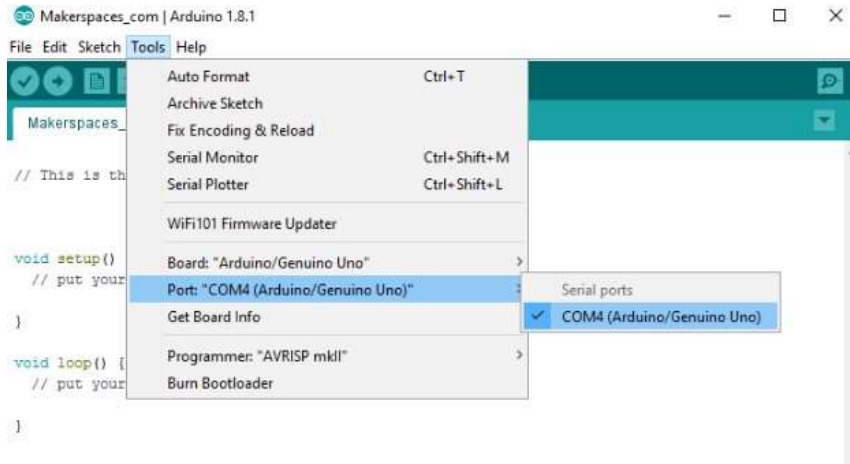 Makerspaces_com | Arduino 1.8.1
File Edit Sketch Tools Help
Auto Format Ctrl+T
Archive Sketch
Makerspaces_
Fix Encoding & Reload
Serial Monitor Ctrl+Shift+M
// This is th
Serial Plotter Ctrl+Shift+L
WiFi101 Firmware Updater
void setup()
Board: "Arduino/Genuino Uno"
// put your
Port: "COM4 (Arduino/Genuino Uno)"
Serial ports
}
Get Board Info
COM4 (Arduino/Genuino Uno)
void loop() {
Programmer: "AVRISP mkII"
// put your
Burn Bootloader
}